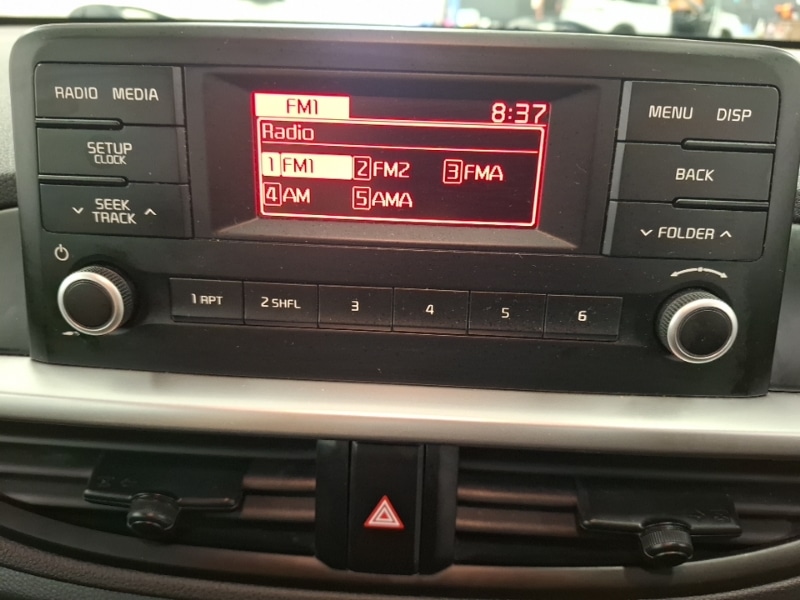 RADIO MEDIA
SETUP
CLOCK
SEEK
TRACK
FM1 8:37
Radio
1 FM1 2 FM2 3 FMA
4 AM 5 AMA
MENU DISP
BACK
FOLDER
1 RPT 2 SHFL 3 4 5 6